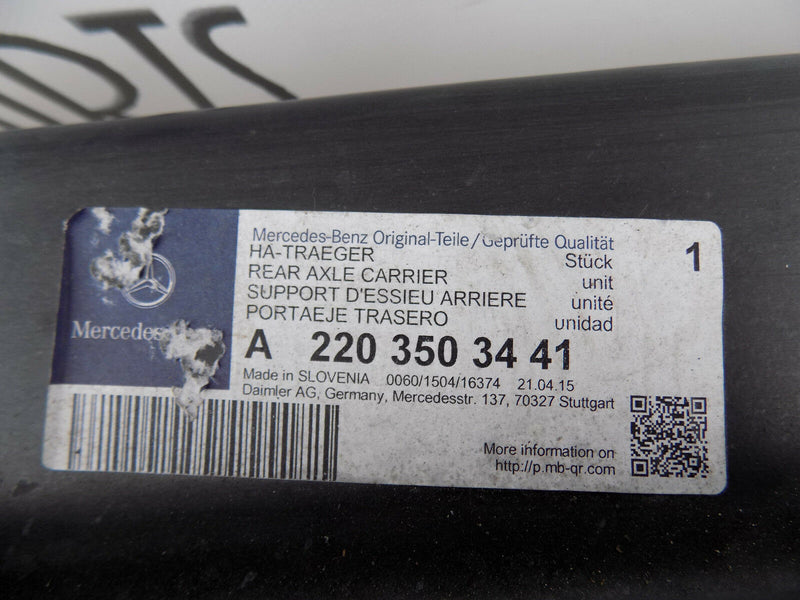 ARTS
Mercedes-Benz Original-Teile/Geprüfte Qualität
HA-TRAEGER Stück 1
REAR AXLE CARRIER unit
SUPPORT D'ESSIEU ARRIERE unité
PORTAEJE TRASERO unidad
Mercedes
A 220 350 34 41
Made in SLOVENIA 0060/1504/16374 21.04.15
Daimler AG, Germany, Mercedesstr. 137, 70327 Stuttgart
More information on
http://p.mb-qr.com